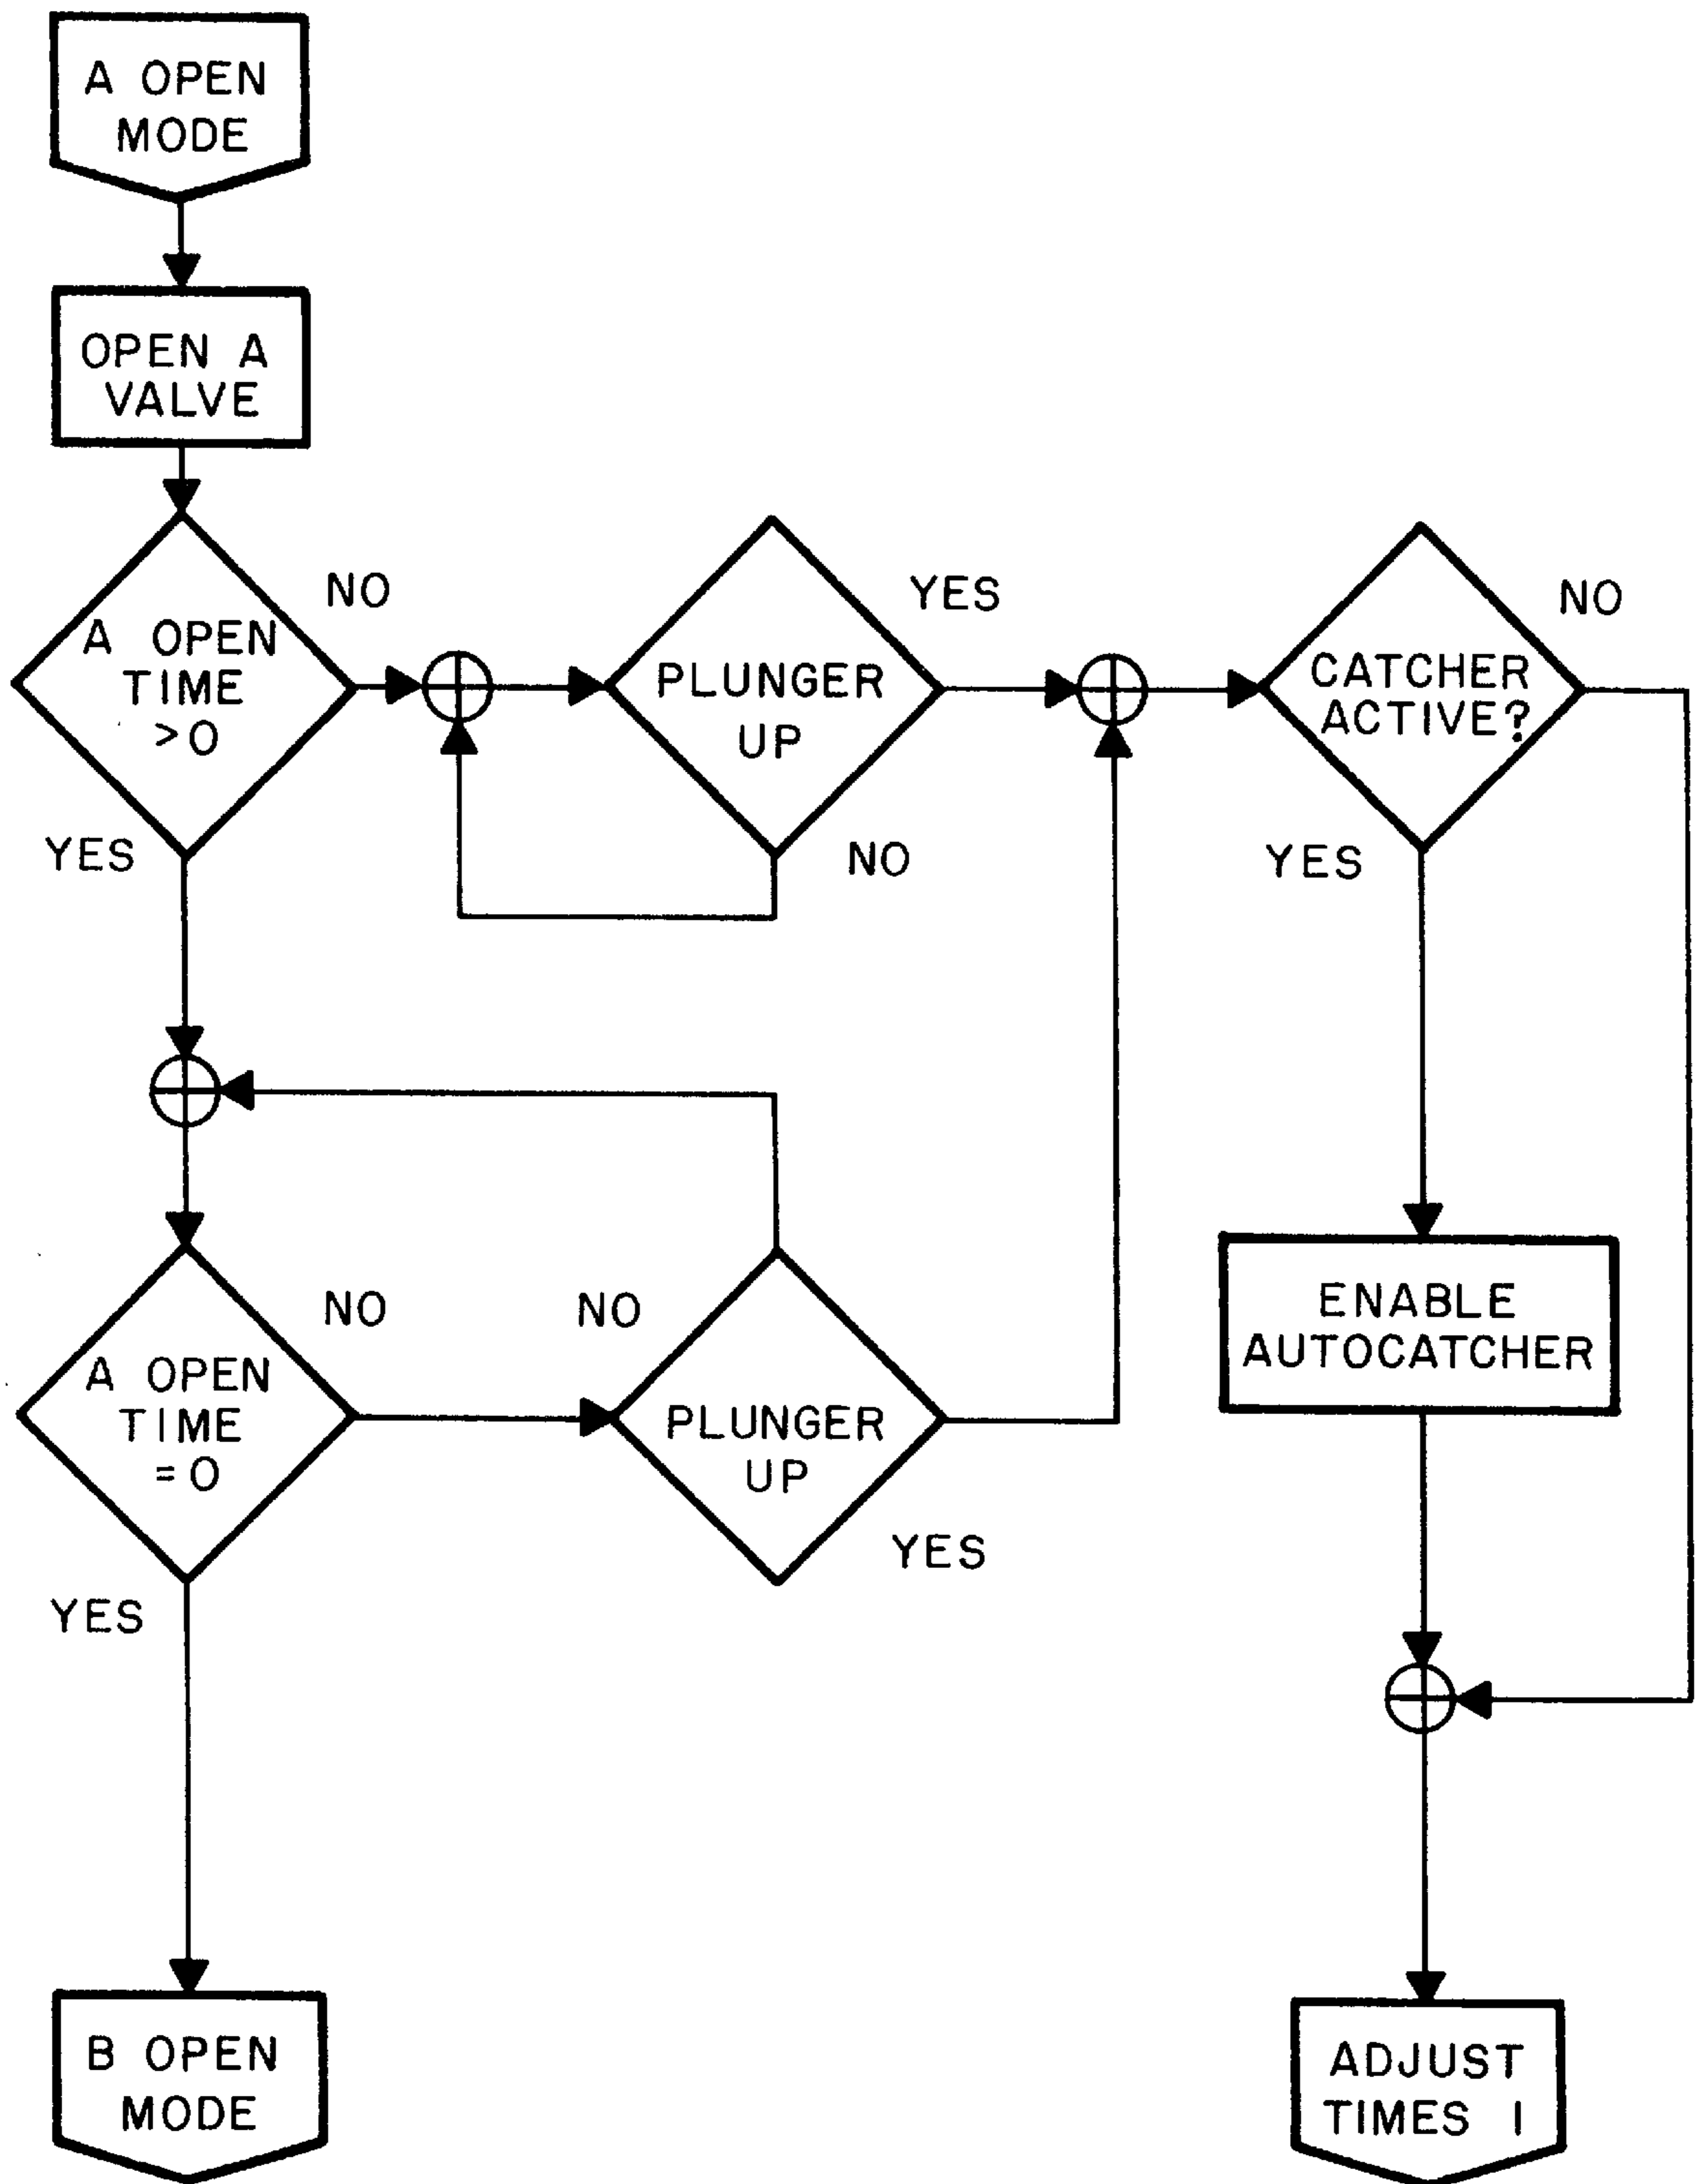 A OPEN
MODE
OPEN A
VALVE
A OPEN
TIME
>0
NO
YES
PLUNGER
UP
YES
NO
CATCHER
ACTIVE?
NO
YES
A OPEN
TIME
=0
NO
YES
NO
PLUNGER
UP
YES
ENABLE
AUTOCATCHER
B OPEN
MODE
ADJUST
TIMES 1